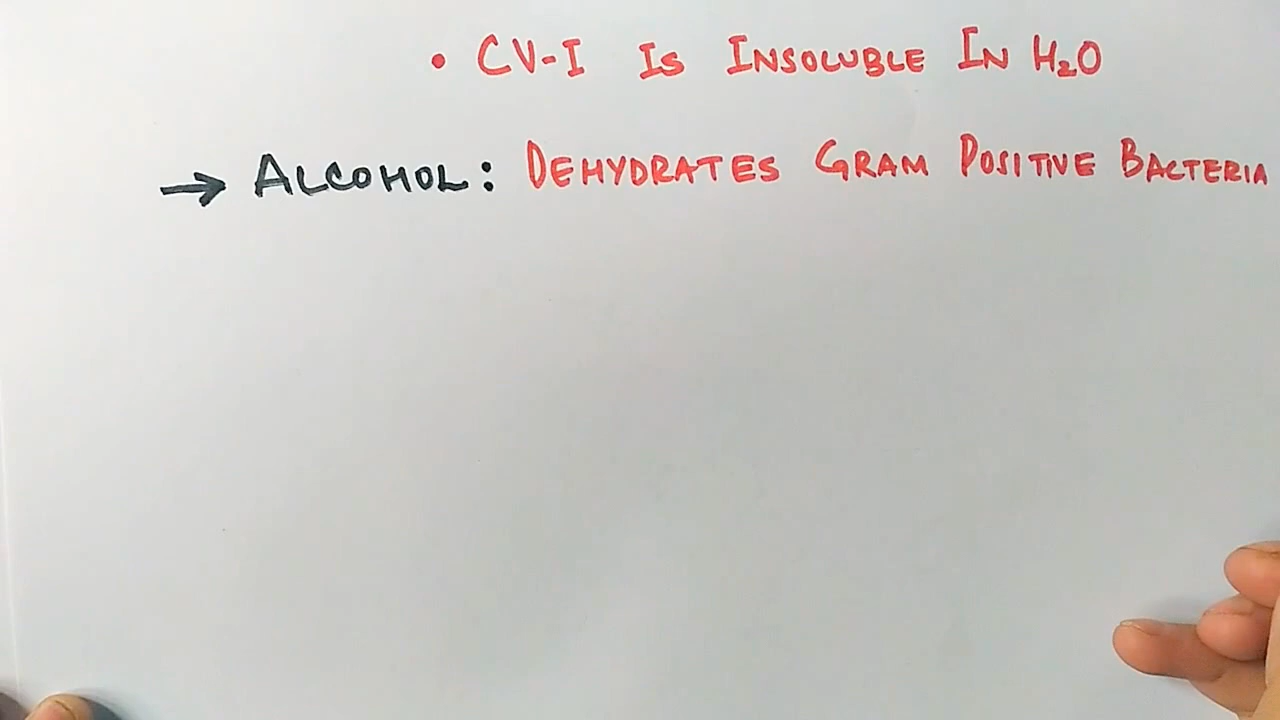 • CV-I Is Insoluble In H₂O
→ Alcohol: Dehydrates Gram Positive Bacteria